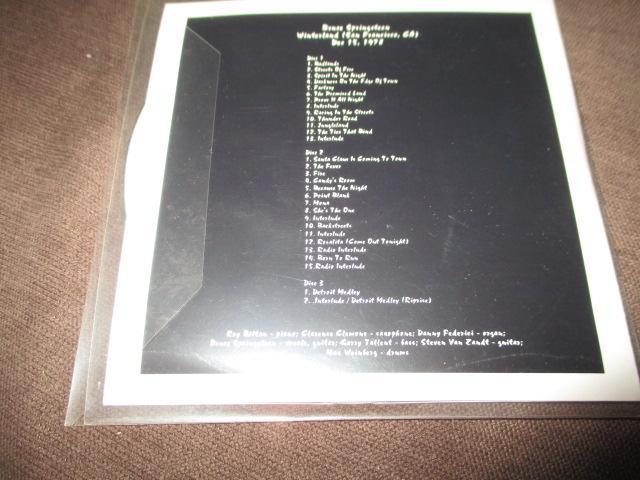 Bruce Springsteen
Winterland (San Francisco, CA)
Dec 15, 1978
Disc 1
1. Badlands
2. Streets Of Fire
3. Spirit In The Night
4. Darkness On The Edge Of Town
5. Factory
6. The Promised Land
7. Prove It All Night
8. Interlude
9. Racing In The Streets
10. Thunder Road
11. Jungleland
12. The Ties That Bind
13. Interlude
Disc 2
1. Santa Claus Is Coming To Town
2. The Fever
3. Fire
4. Candy's Room
5. Because The Night
6. Point Blank
7. Mona
8. She's The One
9. Interlude
10. Backstreets
11. Interlude
12. Rosalita (Come Out Tonight)
13. Radio Interlude
14. Born To Run
15.Radio Interlude
Disc 3
1. Detroit Medley
2. .Interlude / Detroit Medley (Riprise)
Roy Bittan - piano; Clarence Clemons - saxophone; Danny Federici - organ;
Bruce Springsteen - vocals, guitar; Garry Tallent - bass; Steven Van Zandt - guitar;
Max Weinberg - drums